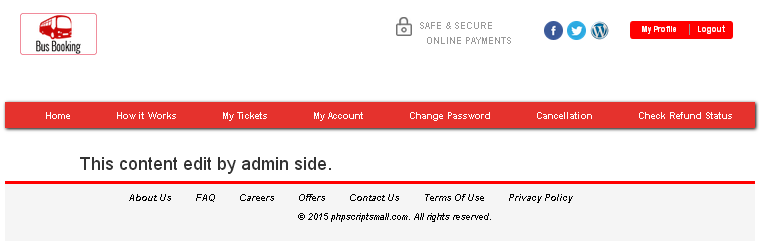 Bus Booking
SAFE & SECURE
ONLINE PAYMENTS
My Profile | Logout
Home How it Works My Tickets My Account Change Password Cancellation Check Refund Status
This content edit by admin side.
About Us FAQ Careers Offers Contact Us Terms Of Use Privacy Policy
© 2015 phpscriptsmall.com. All rights reserved.